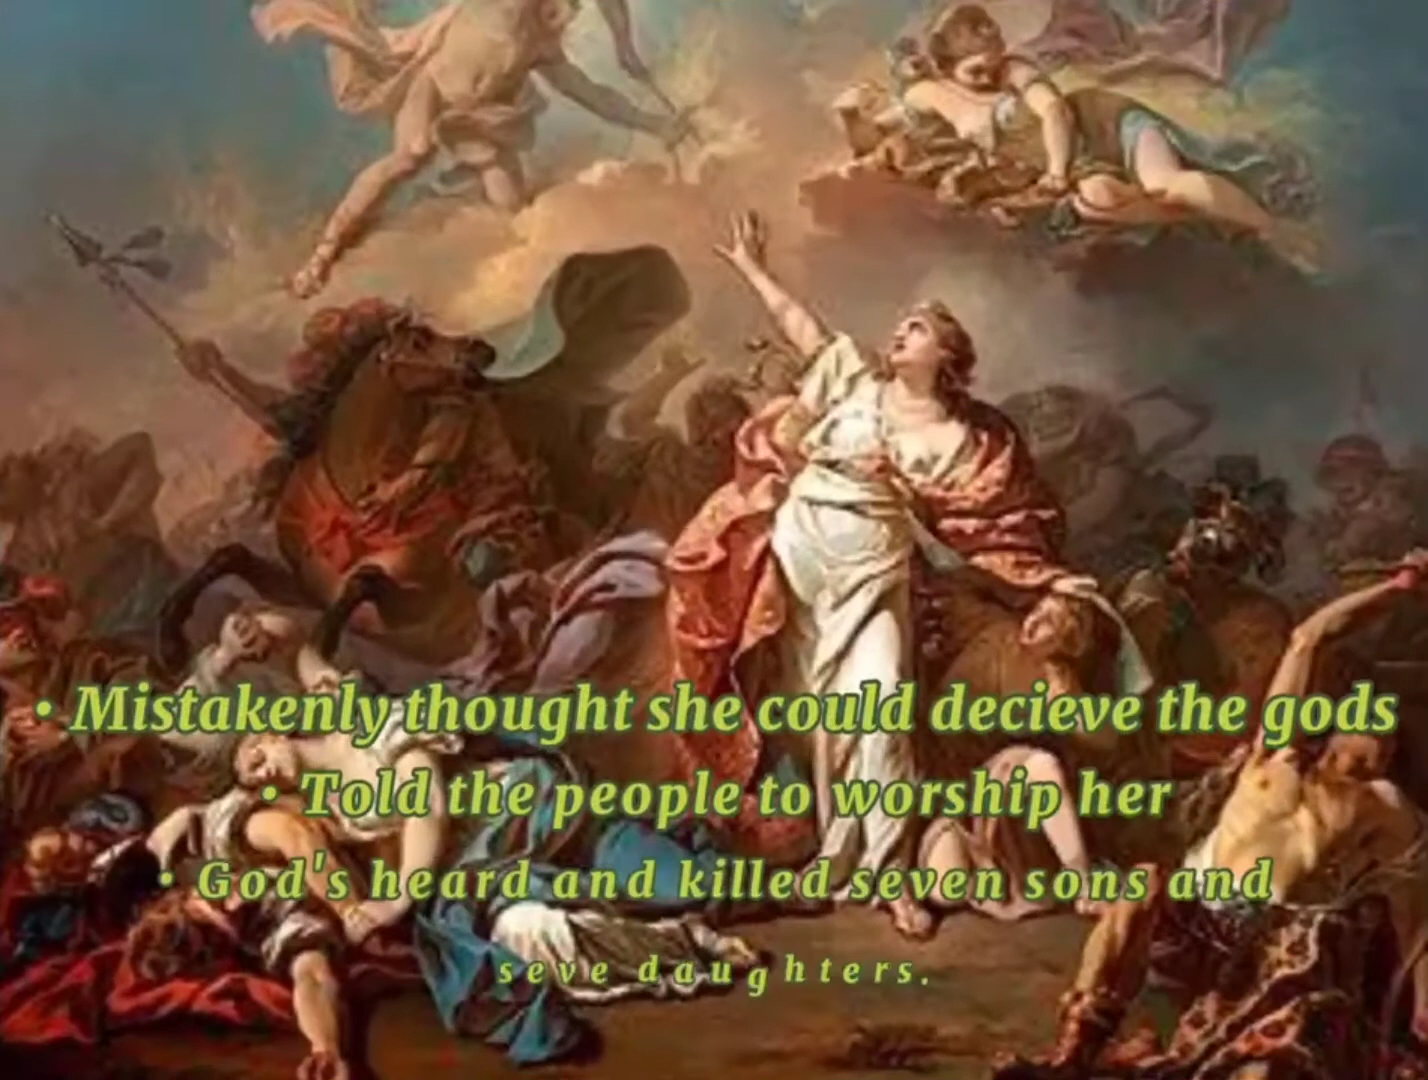 • Mistakenly thought she could decieve the gods
• Told the people to worship her
• God's heard and killed seven sons and
seve daughters.